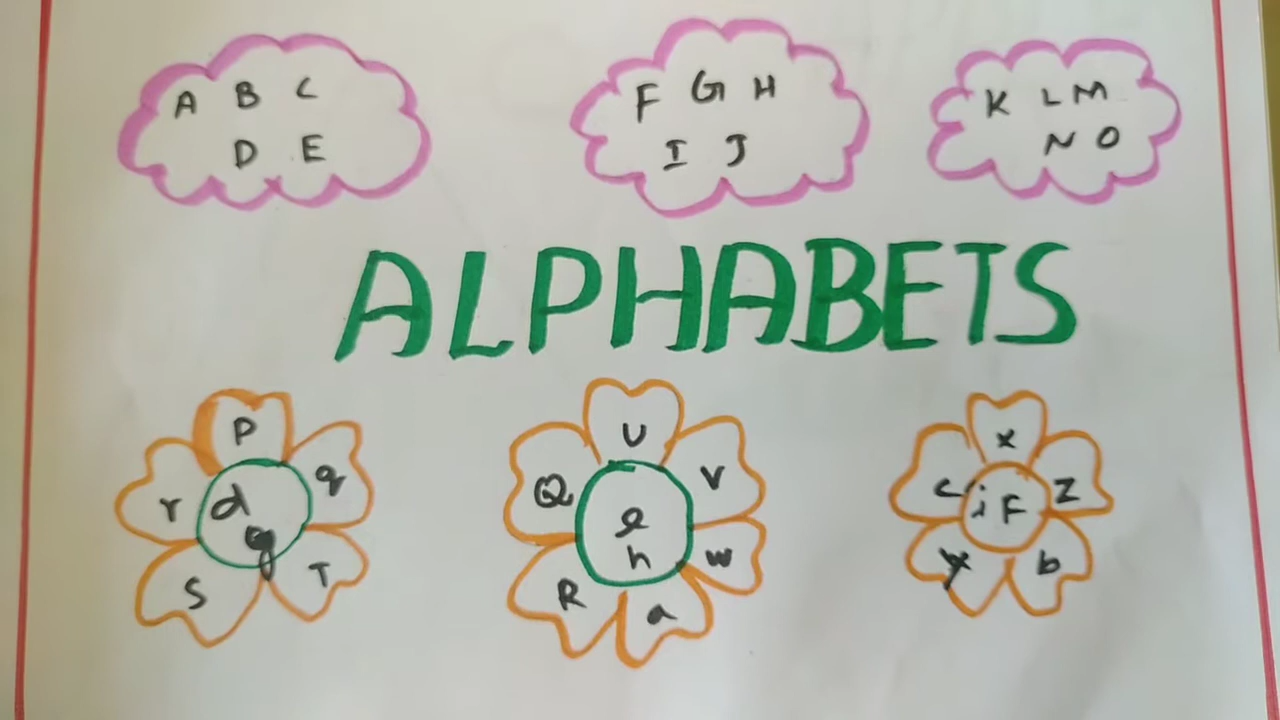 A B C
D E
F G H
I J
K L M
N O
ALPHABETS
P
r d q
g
S T
U
Q e V
h w
R a
x
c i F Z
y b